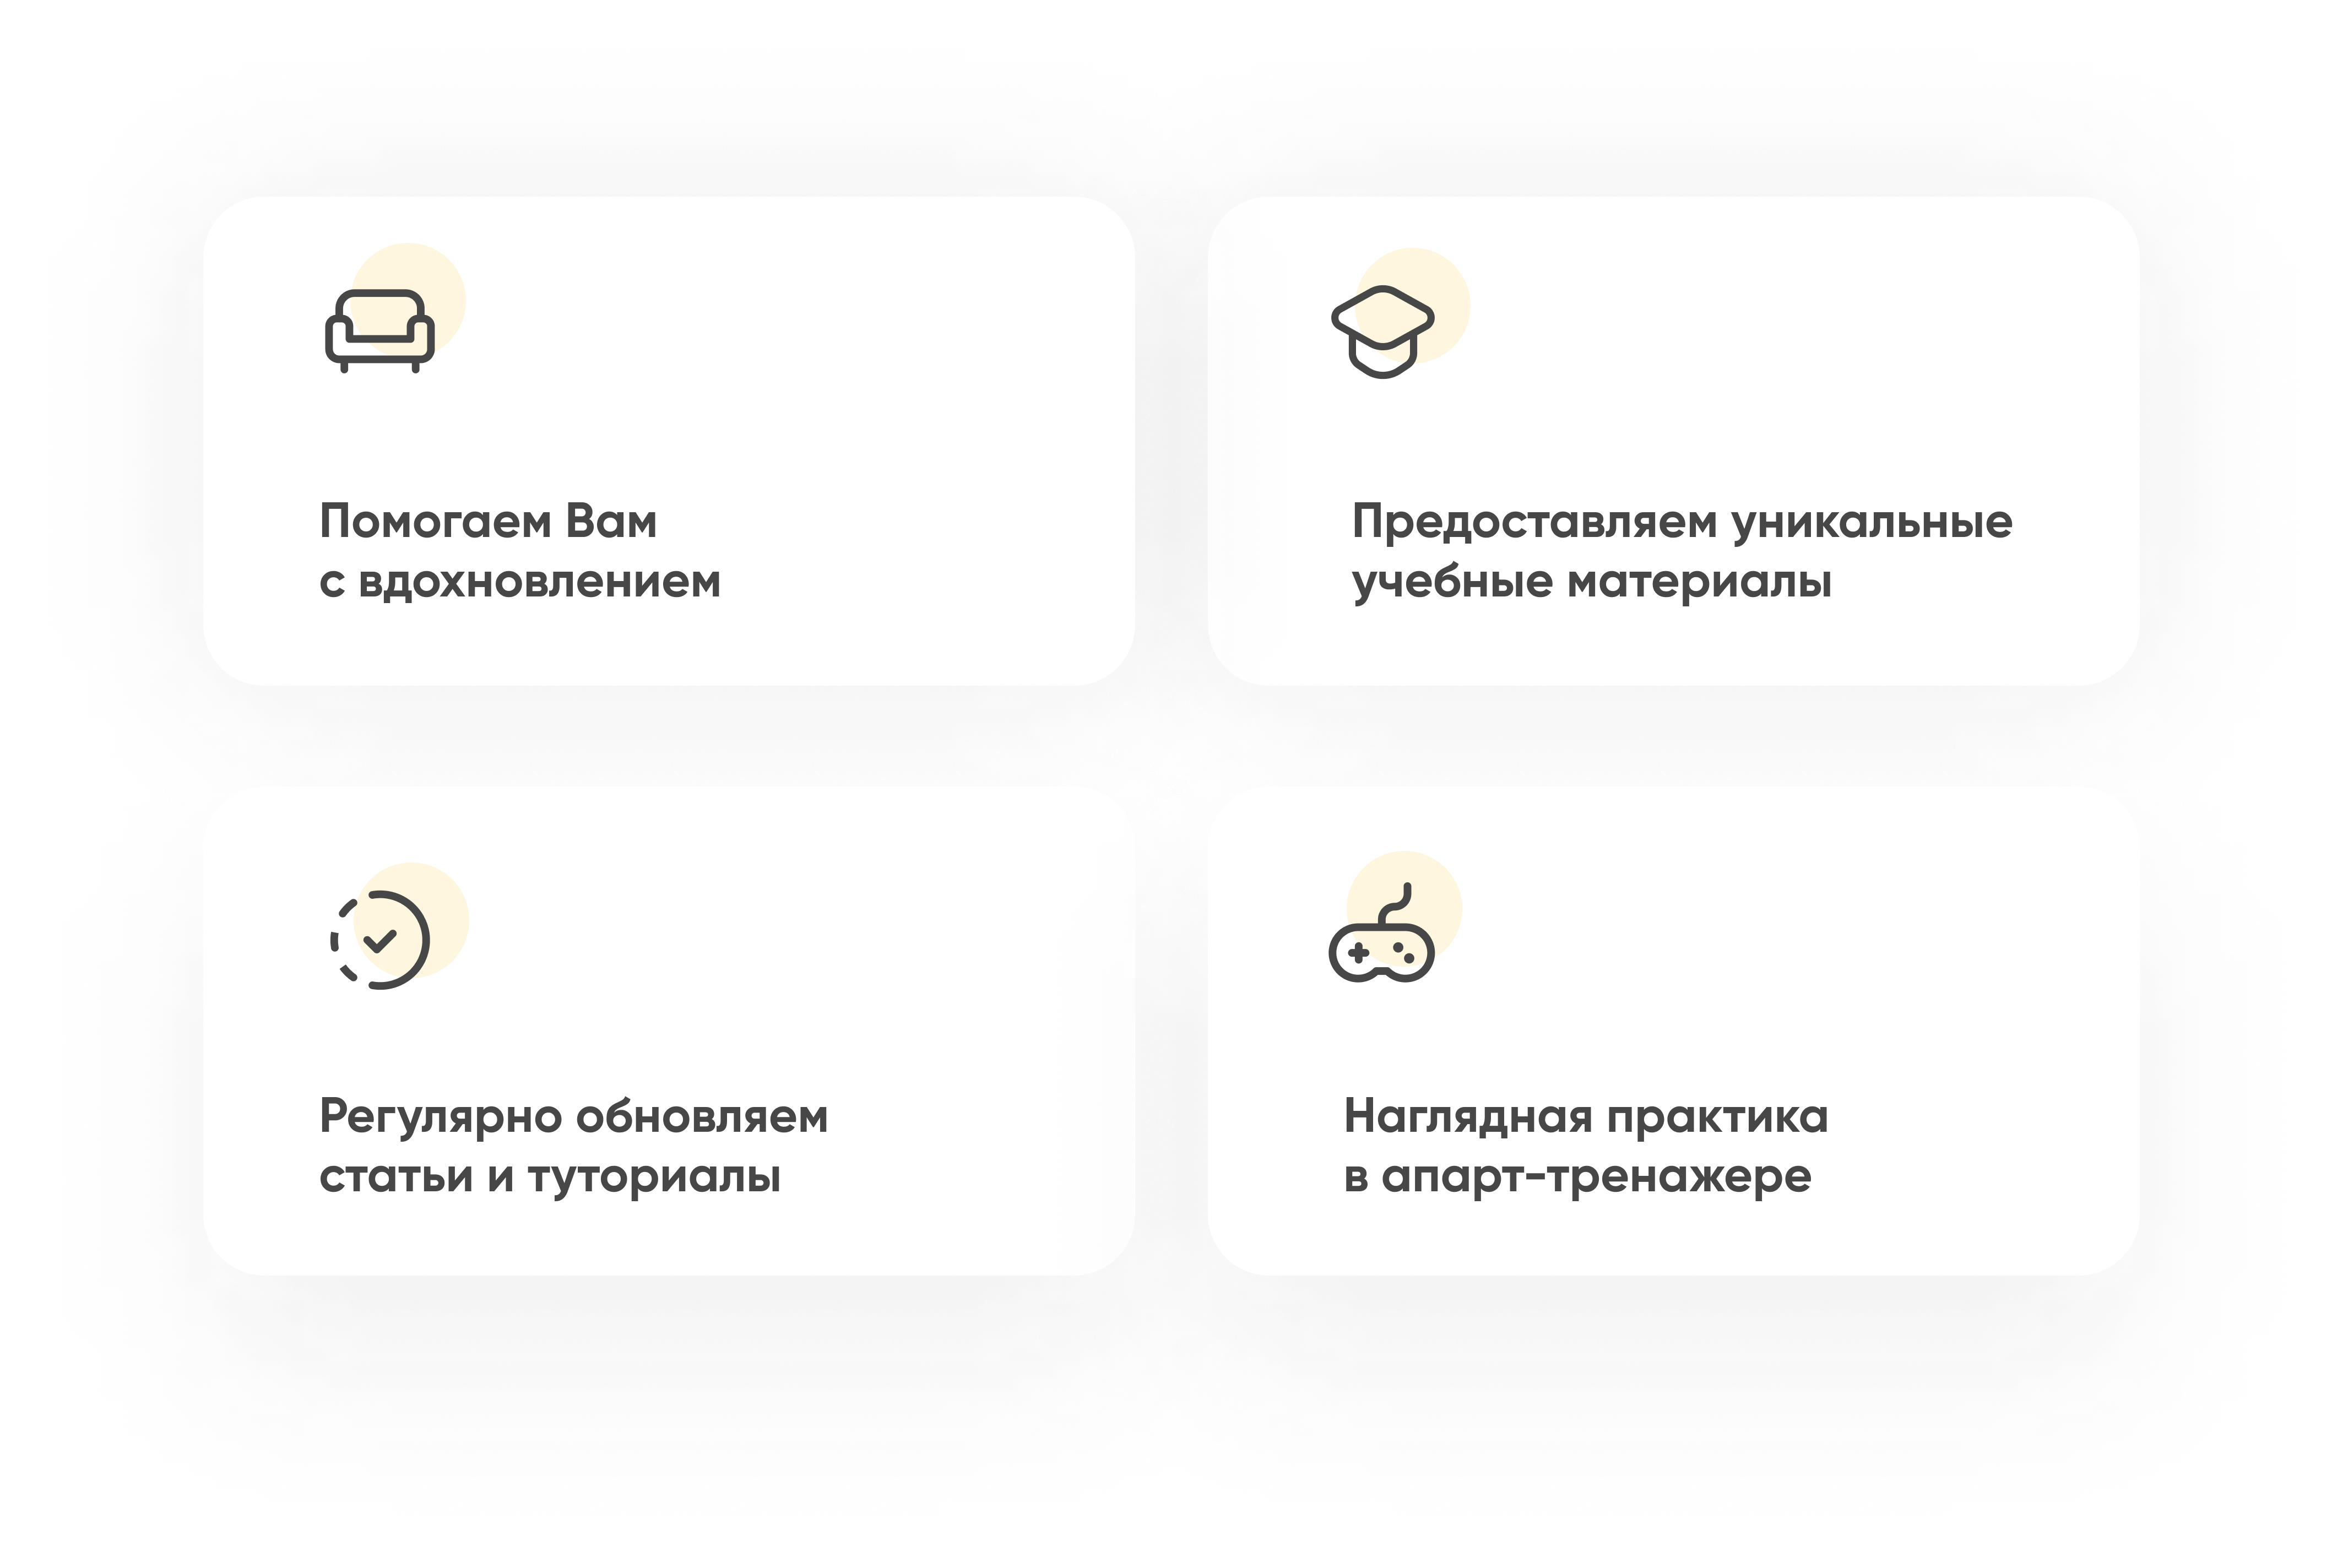 Помогаем Вам
с вдохновлением
Предоставляем уникальные
учебные материалы
Регулярно обновляем
статьи и туториалы
Наглядная практика
в апарт-тренажере